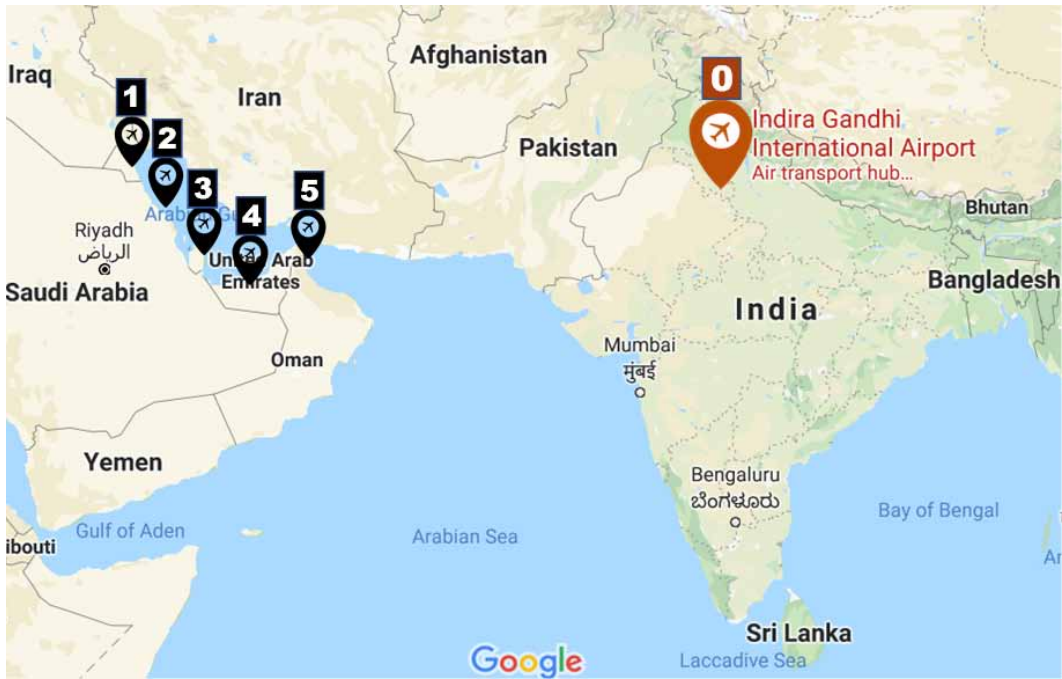 Afghanistan
0
Iraq
1
Iran
Indira Gandhi
International Airport
Air transport hub...
2
Pakistan
3
4
5
Bhutan
Riyadh
الرياض
United Arab
Emirates
Saudi Arabia
Bangladesh
India
Mumbai
मुंबई
Oman
Yemen
Bengaluru
ಬೆಂಗಳೂರು
Gulf of Aden
Arabian Sea
Bay of Bengal
ibouti
Sri Lanka
Google
Laccadive Sea